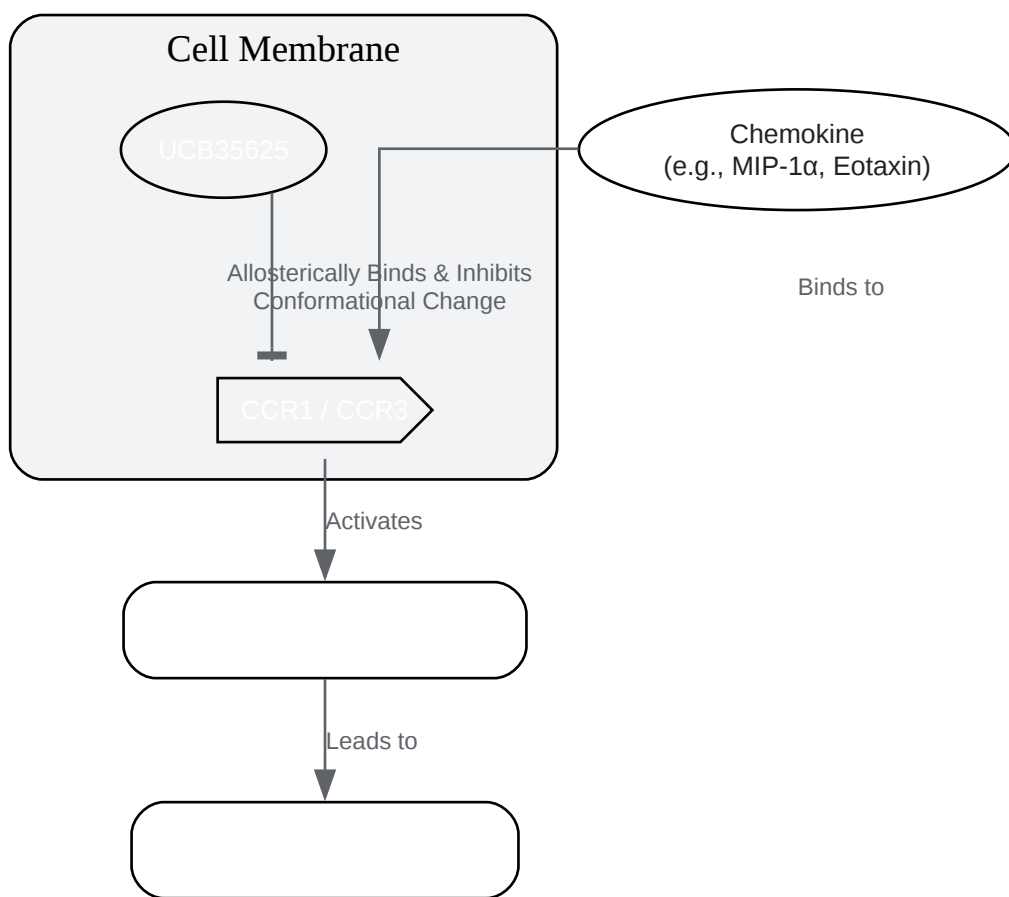 Cell Membrane
UCB35625
Chemokine
(e.g., MIP-1α, Eotaxin)
Allosterically Binds & Inhibits
Conformational Change
Binds to
CCR1 / CCR3
Activates
Leads to